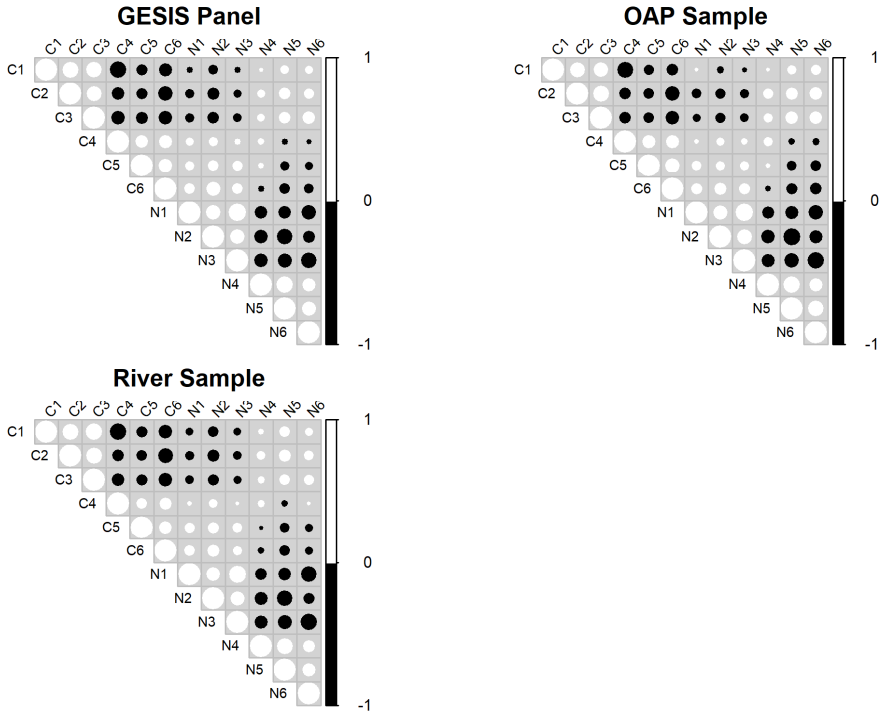 GESIS Panel
C1 C2 C3 C4 C5 C6 N1 N2 N3 N4 N5 N6
C1
C2
C3
C4
C5
C6
N1
N2
N3
N4
N5
N6
1
0
-1
OAP Sample
C1 C2 C3 C4 C5 C6 N1 N2 N3 N4 N5 N6
C1
C2
C3
C4
C5
C6
N1
N2
N3
N4
N5
N6
1
0
-1
River Sample
C1 C2 C3 C4 C5 C6 N1 N2 N3 N4 N5 N6
C1
C2
C3
C4
C5
C6
N1
N2
N3
N4
N5
N6
1
0
-1